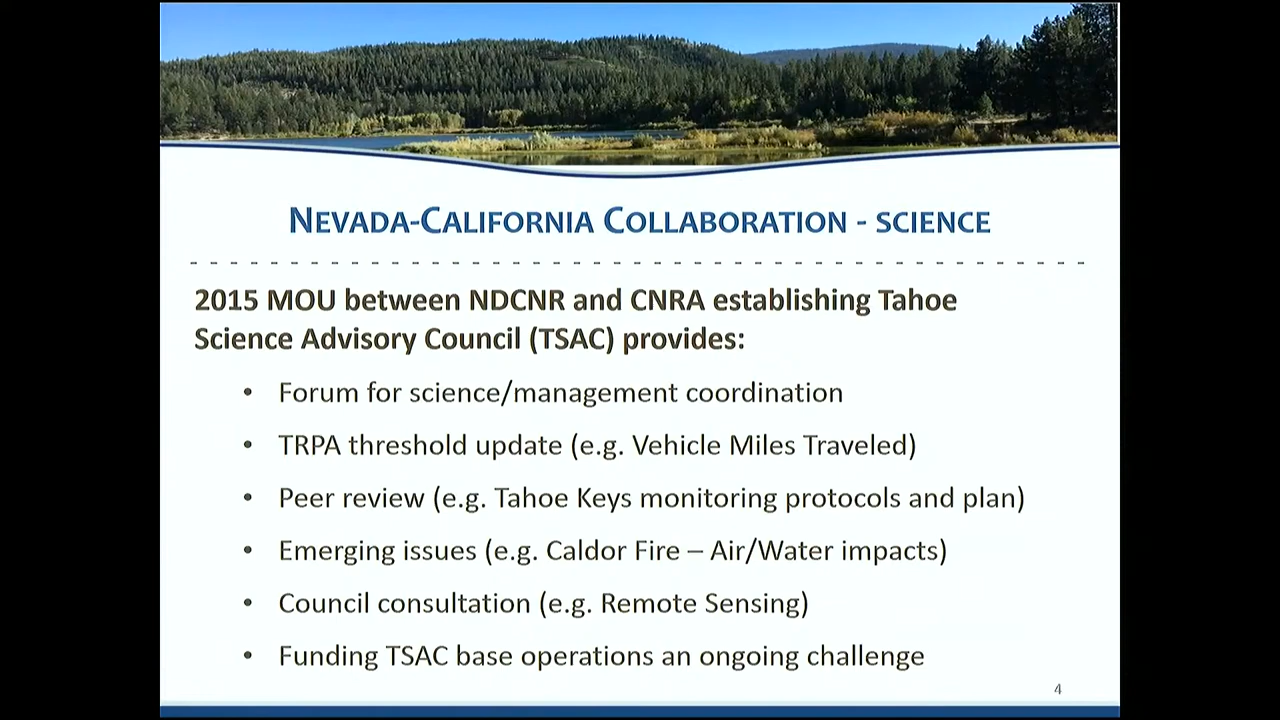 NEVADA-CALIFORNIA COLLABORATION - SCIENCE
2015 MOU between NDCNR and CNRA establishing Tahoe
Science Advisory Council (TSAC) provides:
• Forum for science/management coordination
• TRPA threshold update (e.g. Vehicle Miles Traveled)
• Peer review (e.g. Tahoe Keys monitoring protocols and plan)
• Emerging issues (e.g. Caldor Fire – Air/Water impacts)
• Council consultation (e.g. Remote Sensing)
• Funding TSAC base operations an ongoing challenge
4